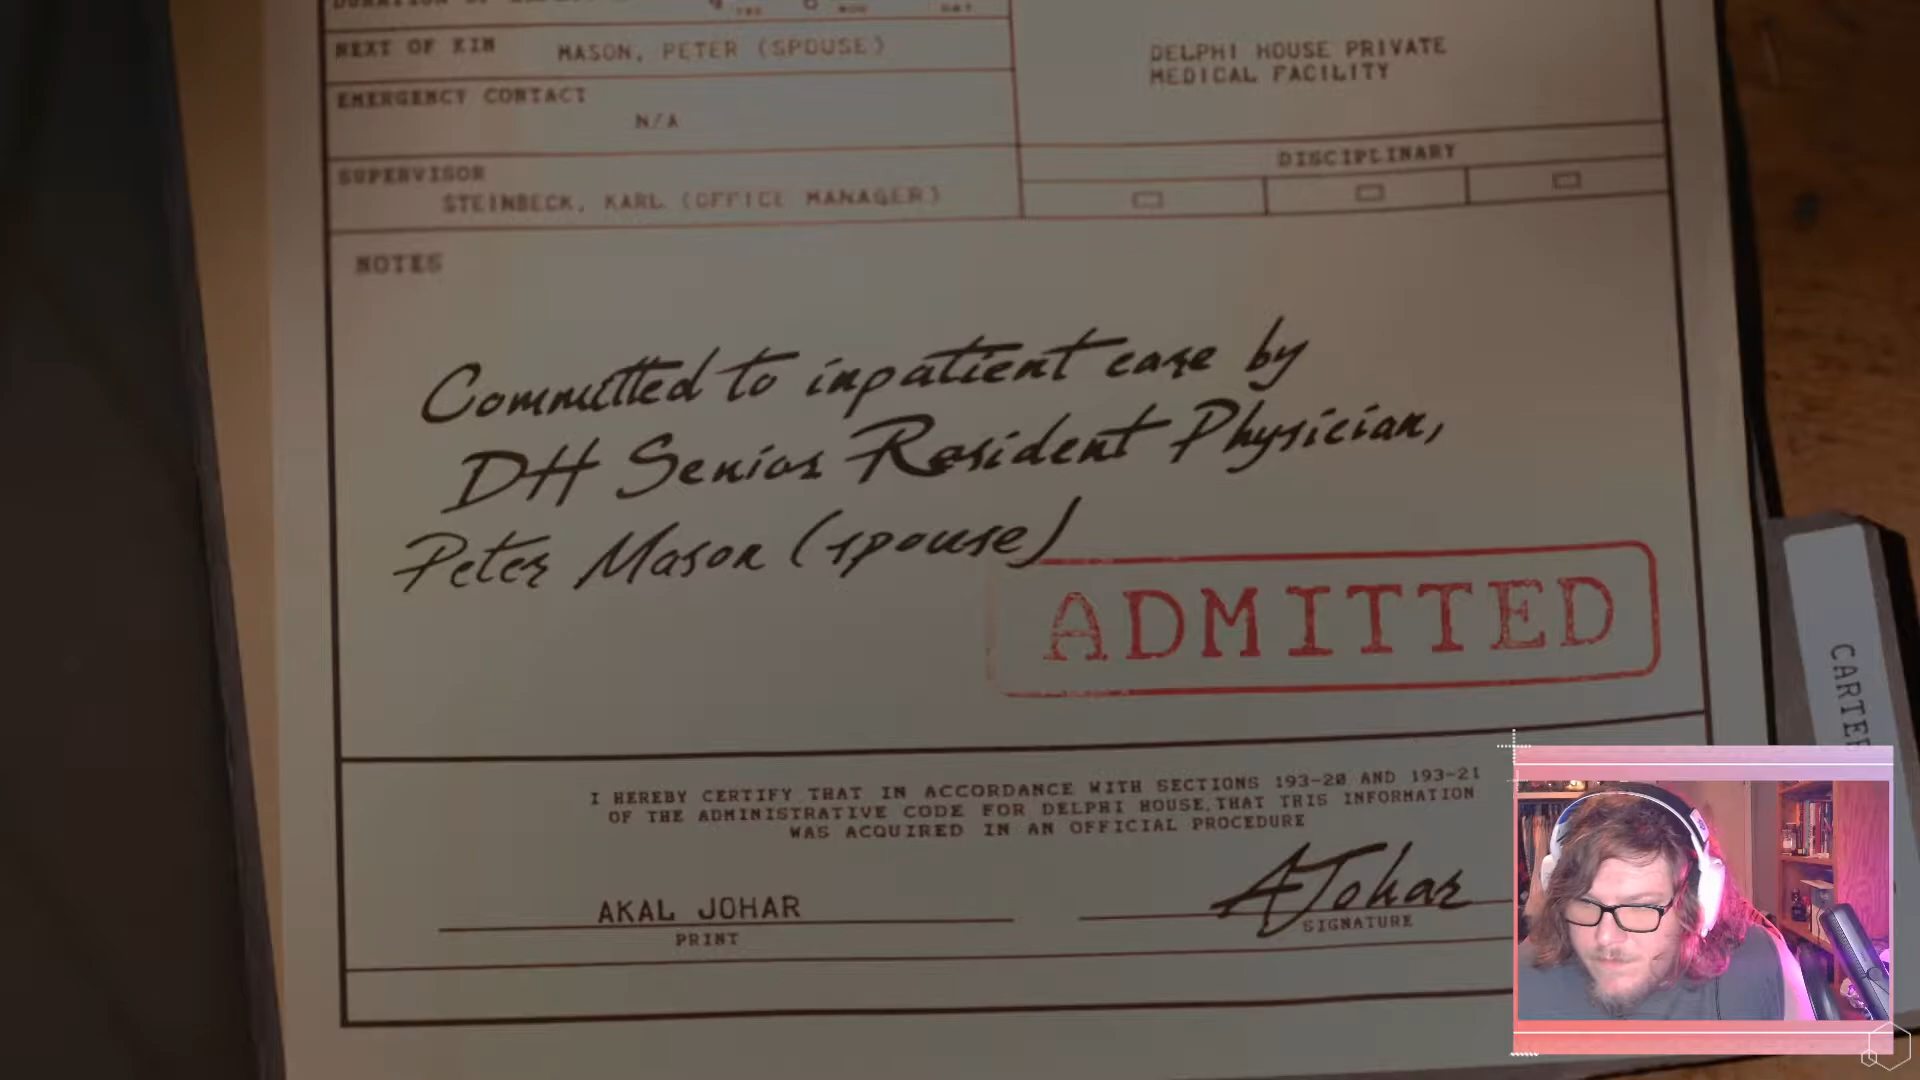 NEXT OF KIN MASON, PETER (SPOUSE)
EMERGENCY CONTACT
N/A
SUPERVISOR
STEINBECK, KARL (OFFICE MANAGER)
DELPHI HOUSE PRIVATE
MEDICAL FACILITY
DISCIPLINARY
NOTES
Committed to inpatient care by
DH Senior Resident Physician,
Peter Mason (spouse)
ADMITTED
I HEREBY CERTIFY THAT IN ACCORDANCE WITH SECTIONS 193-20 AND 193-21
OF THE ADMINISTRATIVE CODE FOR DELPHI HOUSE, THAT THIS INFORMATION
WAS ACQUIRED IN AN OFFICIAL PROCEDURE
AKAL JOHAR
PRINT
AJohar
SIGNATURE